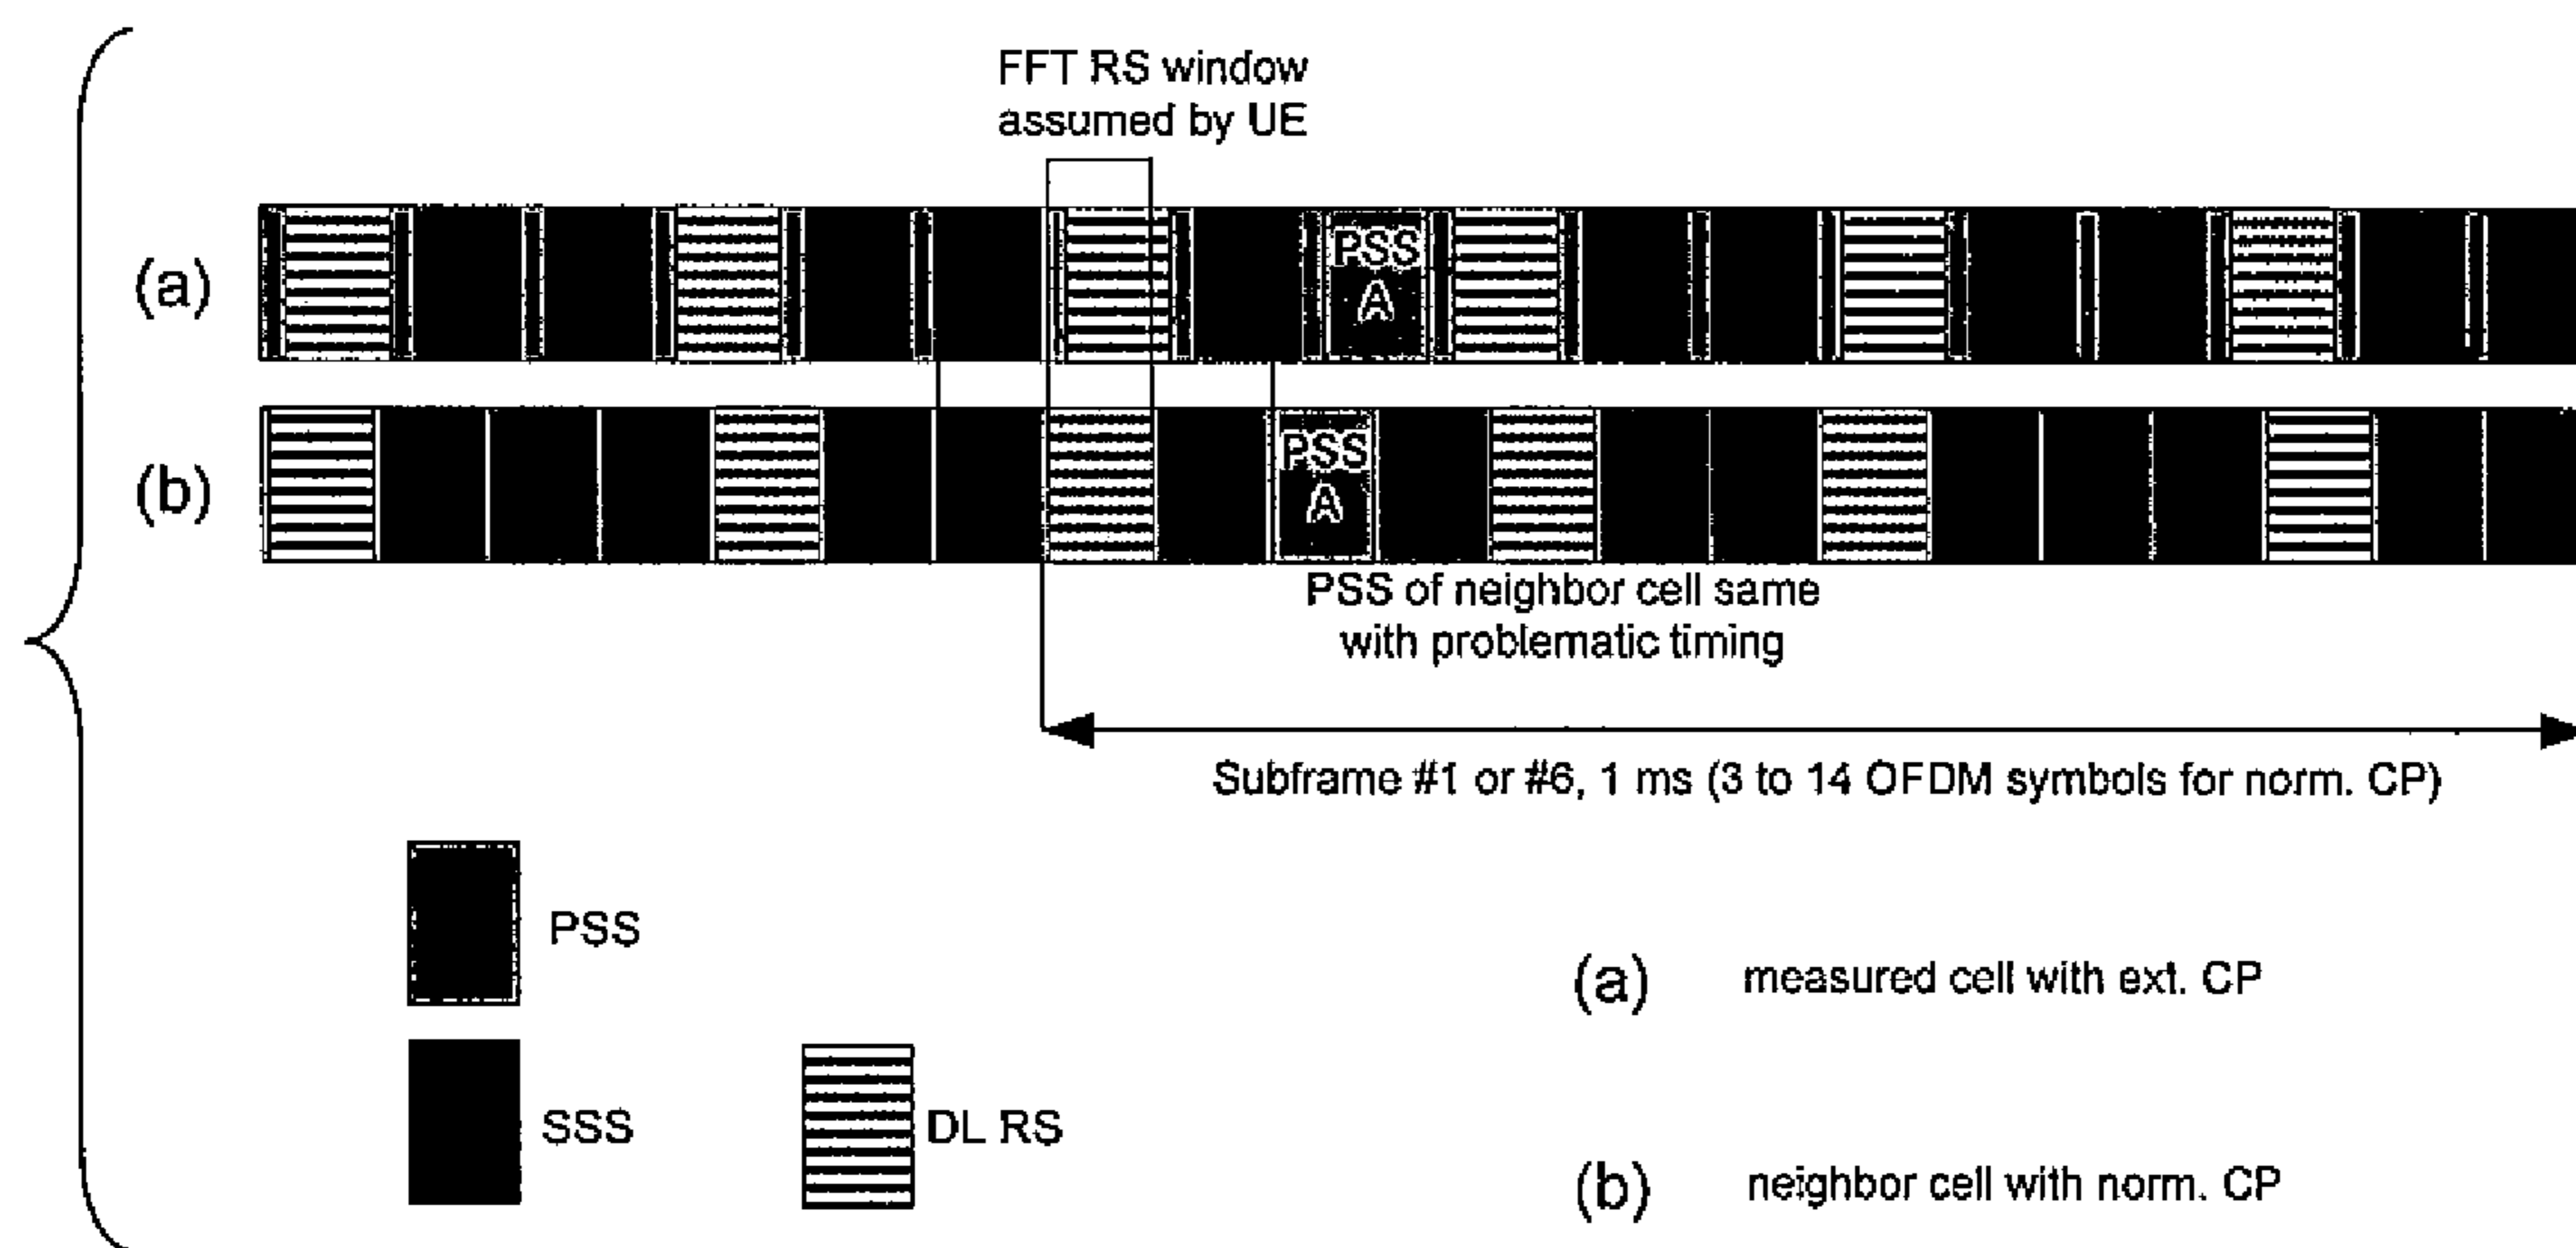 FFT RS window
assumed by UE
(a)
PSS
A
(b)
PSS
A
PSS of neighbor cell same
with problematic timing
Subframe #1 or #6, 1 ms (3 to 14 OFDM symbols for norm. CP)
PSS
(a) measured cell with ext. CP
SSS
DL RS
(b) neighbor cell with norm. CP